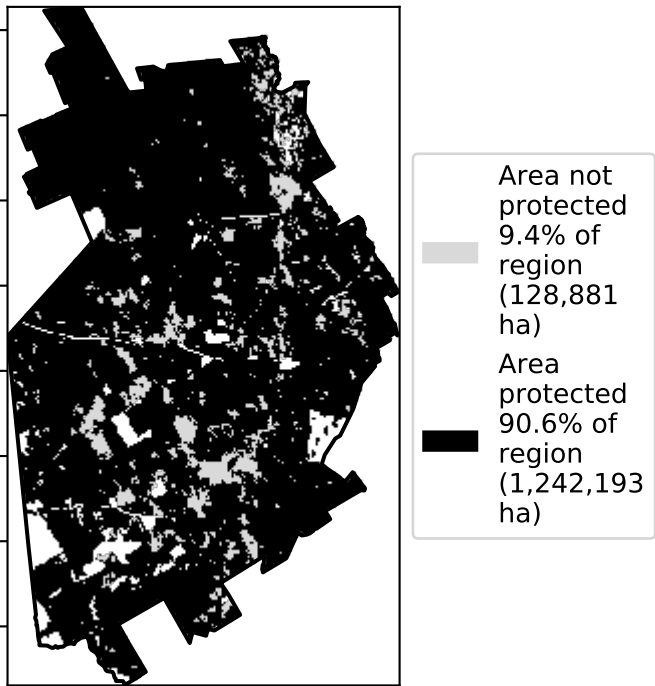 Area not
protected
9.4% of
region
(128,881
ha)
Area
protected
90.6% of
region
(1,242,193
ha)